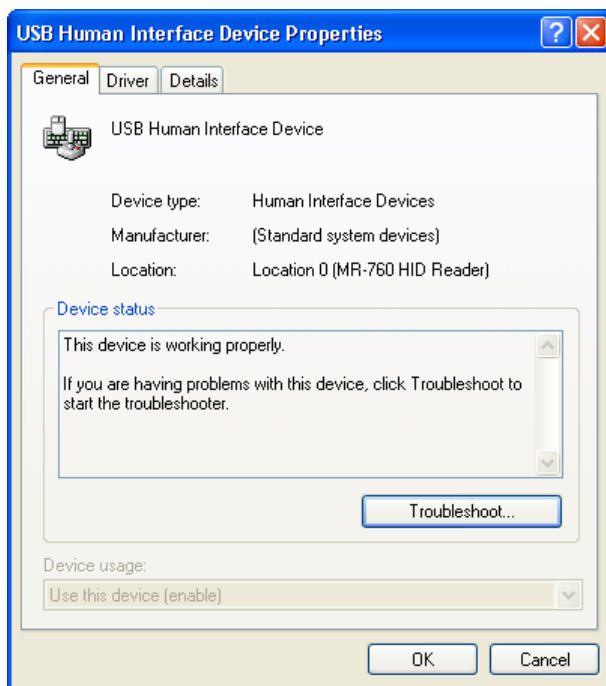 USB Human Interface Device Properties
General Driver Details
USB Human Interface Device
Device type: Human Interface Devices
Manufacturer: (Standard system devices)
Location: Location 0 (MR-760 HID Reader)
Device status
This device is working properly.
If you are having problems with this device, click Troubleshoot to
start the troubleshooter.
Troubleshoot...
Device usage:
Use this device (enable)
OK Cancel